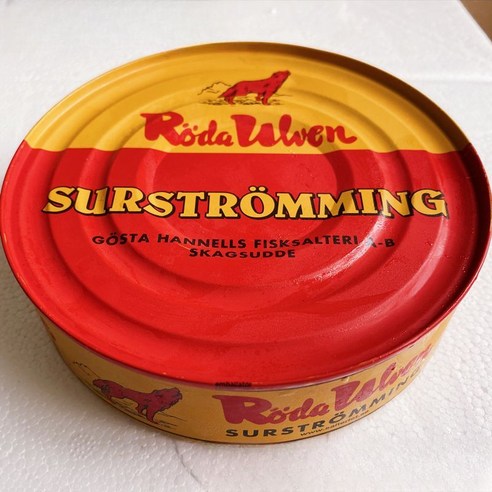 Röda Ulven
SURSTRÖMMING
GÖSTA HANNELLS FISKSALTERI A-B
SKAGSUDDE
Röda Ulven
SURSTRÖMMING